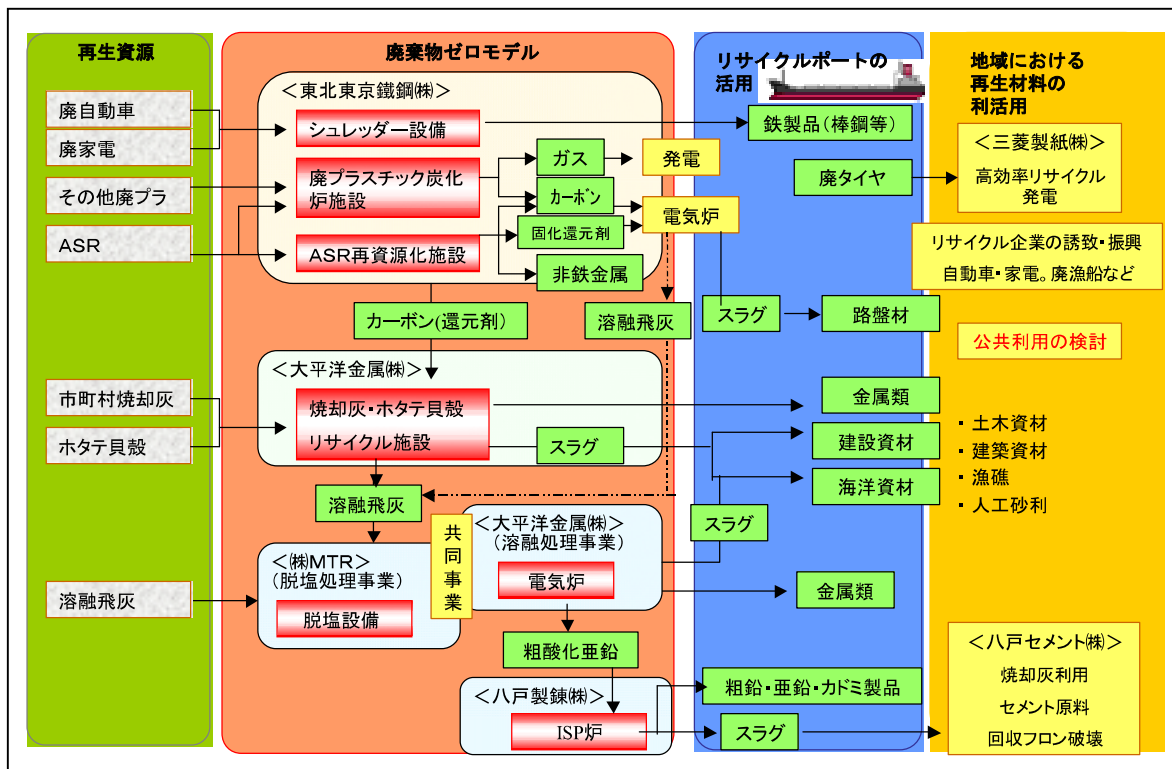 再生資源
廃自動車
廃家電
その他廃プラ
ASR
市町村焼却灰
ホタテ貝殻
溶融飛灰
廃棄物ゼロモデル
＜東北東京鐵鋼㈱＞
シュレッダー設備
廃プラスチック炭化
炉施設
ASR再資源化施設
ガス
カーボン
固化還元剤
非鉄金属
発電
電気炉
カーボン(還元剤）
溶融飛灰
＜大平洋金属㈱＞
焼却灰・ホタテ貝殻
リサイクル施設
スラグ
溶融飛灰
＜㈱MTR＞
（脱塩処理事業）
脱塩設備
共同事業
＜大平洋金属㈱＞
（溶融処理事業）
電気炉
粗酸化亜鉛
＜八戸製錬㈱＞
ISP炉
リサイクルポートの
活用
鉄製品（棒鋼等）
廃タイヤ
スラグ
路盤材
金属類
建設資材
海洋資材
スラグ
金属類
粗鉛・亜鉛・カドミ製品
スラグ
地域における
再生材料の
利活用
＜三菱製紙㈱＞
高効率リサイクル
発電
リサイクル企業の誘致・振興
自動車・家電。廃漁船など
公共利用の検討
・土木資材
・建築資材
・漁礁
・人工砂利
＜八戸セメント㈱＞
焼却灰利用
セメント原料
回収フロン破壊